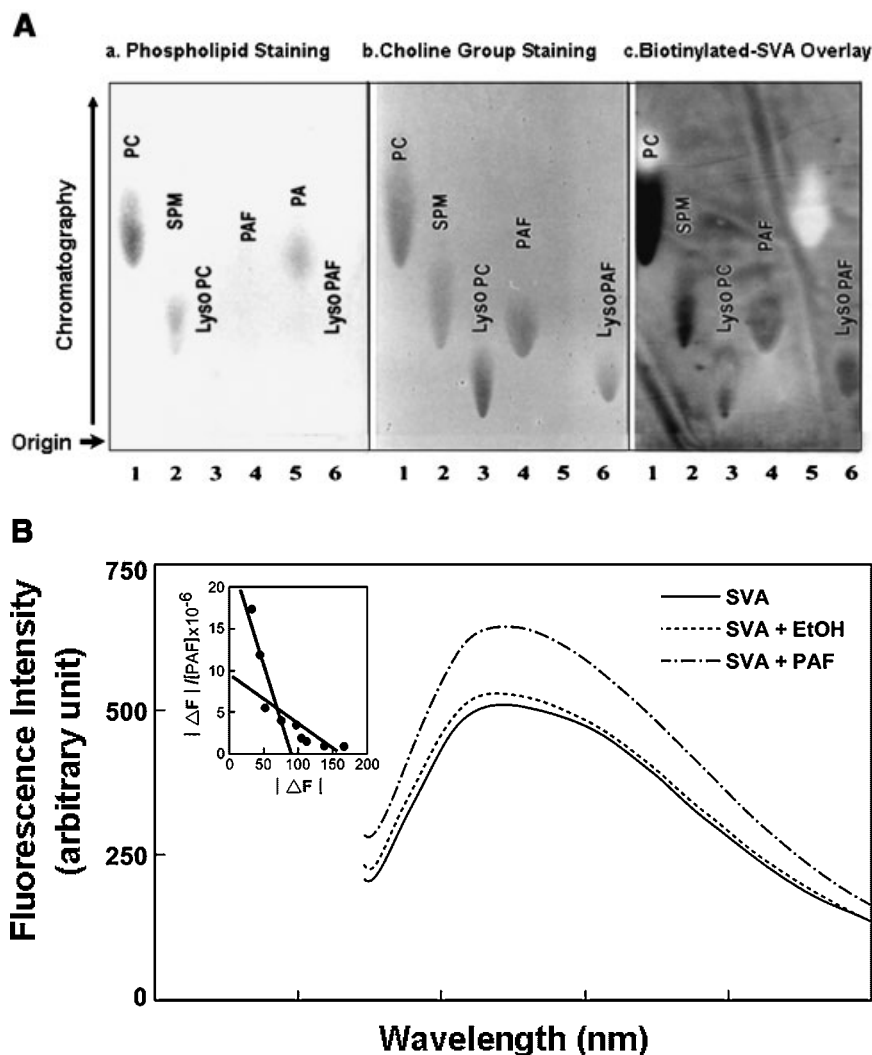 A
a. Phospholipid Staining
b.Choline Group Staining
c.Biotinylated-SVA Overlay
Chromatography
Origin
PC
SPM
Lyso PC
PAF
PA
Lyso PAF
1 2 3 4 5 6
PC
SPM
Lyso PC
PAF
LysoPAF
1 2 3 4 5 6
PC
SPM
Lyso PC
PAF
Lyso PAF
1 2 3 4 5 6
B
Fluorescence Intensity
(arbitrary unit)
750
500
250
0
Wavelength (nm)
SVA
SVA + EtOH
SVA + PAF
| △F | /[PAF]x10-6
20
15
10
5
0
0 50 100 150 200
| △F |